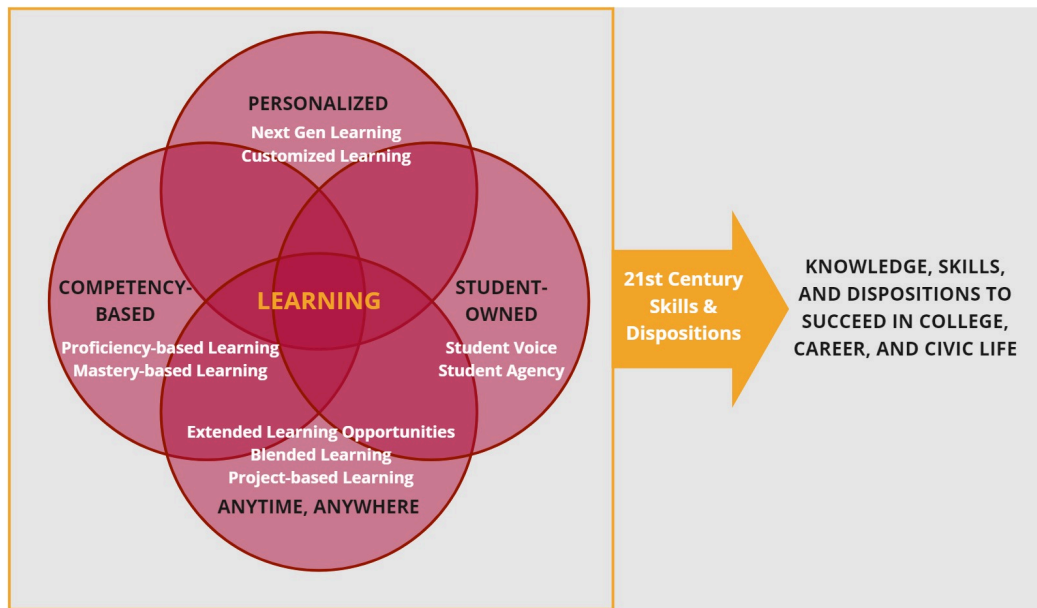 PERSONALIZED
Next Gen Learning
Customized Learning
COMPETENCY-
BASED
Proficiency-based Learning
Mastery-based Learning
LEARNING
STUDENT-
OWNED
Student Voice
Student Agency
Extended Learning Opportunities
Blended Learning
Project-based Learning
ANYTIME, ANYWHERE
21st Century
Skills &
Dispositions
KNOWLEDGE, SKILLS,
AND DISPOSITIONS TO
SUCCEED IN COLLEGE,
CAREER, AND CIVIC LIFE